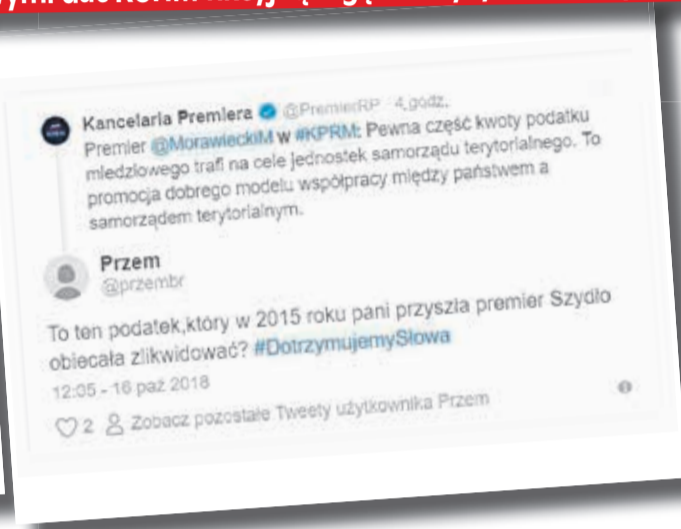 Kancelaria Premiera @PremierRP · 4 godz.
Premier @MorawieckiM w #KPRM: Pewna część kwoty podatku
miedziowego trafi na cele jednostek samorządu terytorialnego. To
promocja dobrego modelu współpracy między państwem a
samorządem terytorialnym.
Przem
@przembr
To ten podatek,który w 2015 roku pani przyszła premier Szydło
obiecała zlikwidować? #DotrzymujemySłowa
12:05 - 16 paź 2018
2 Zobacz pozostałe Tweety użytkownika Przem